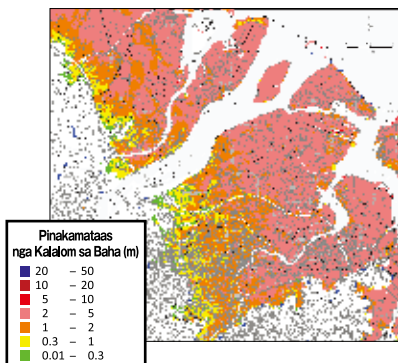 Pinakamataas
nga Kalalom sa Baha (m)
20 – 50
10 – 20
5 – 10
2 – 5
1 – 2
0.3 – 1
0.01 – 0.3